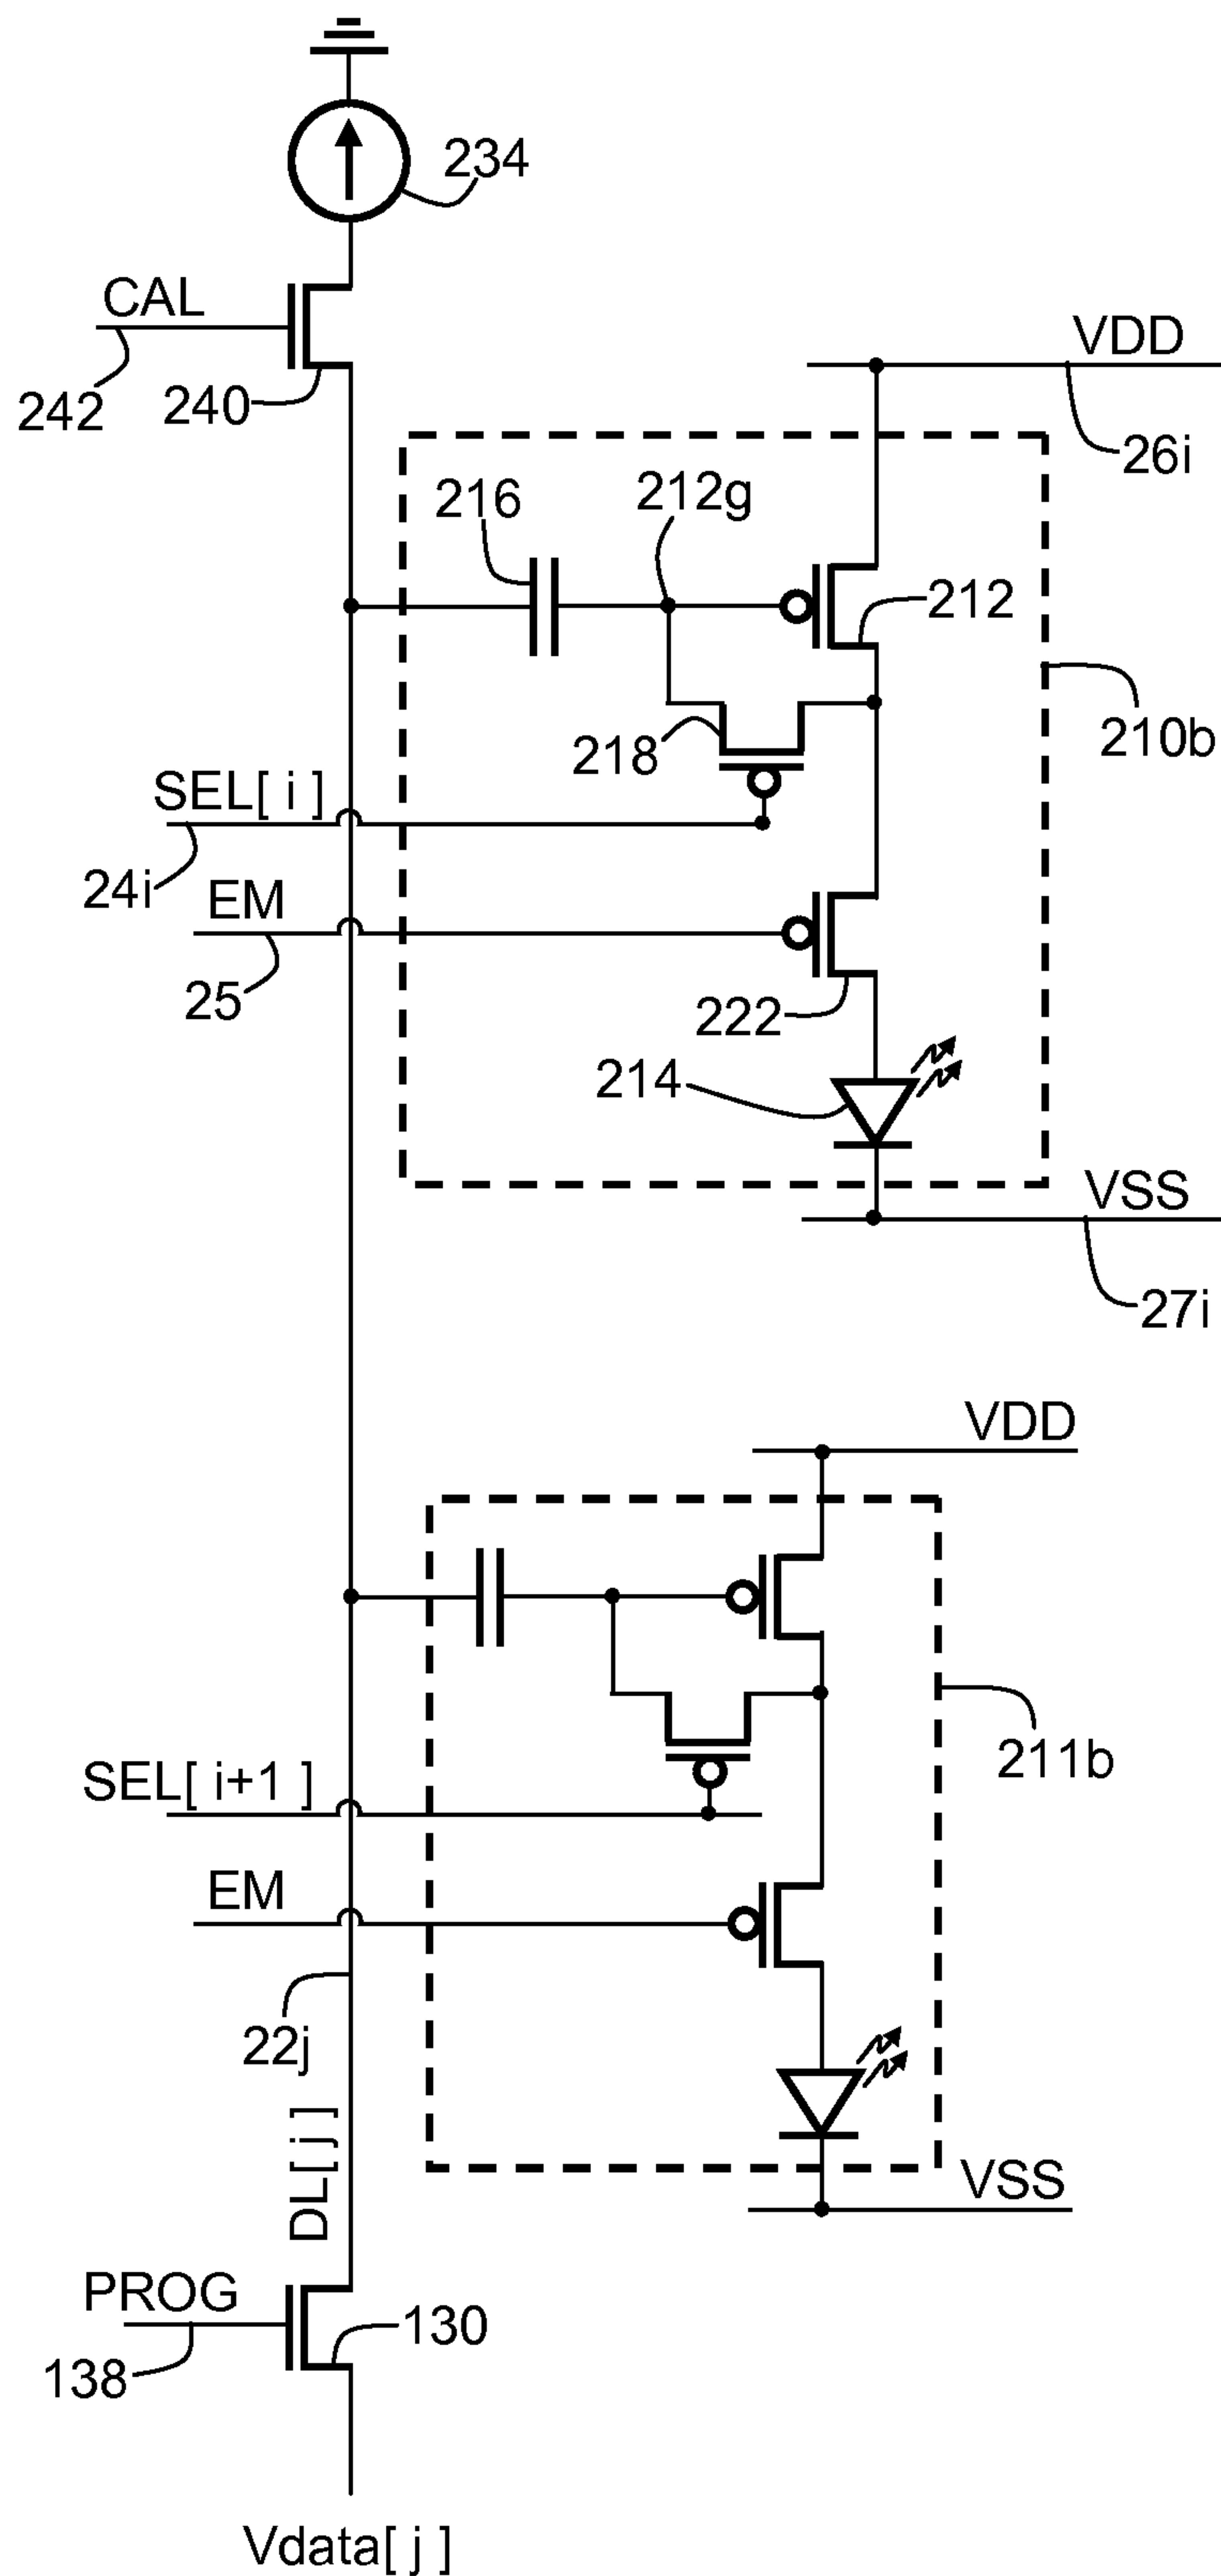 234
CAL
242
240
VDD
26i
216
212g
212
210b
218
SEL[ i ]
24i
EM
25
222
214
VSS
27i
VDD
211b
SEL[ i+1 ]
EM
22j
DL[ j ]
VSS
PROG
138
130
Vdata[ j ]